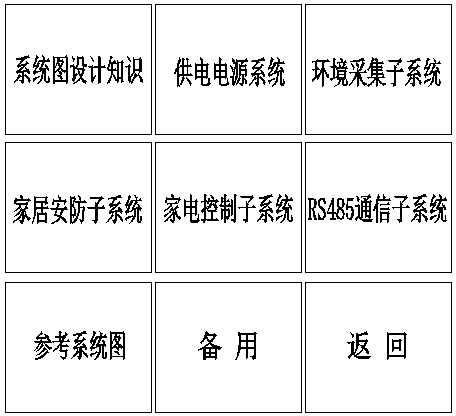 系统图设计知识
供电电源系统
环境采集子系统
家居安防子系统
家电控制子系统
RS485通信子系统
参考系统图
备 用
返 回